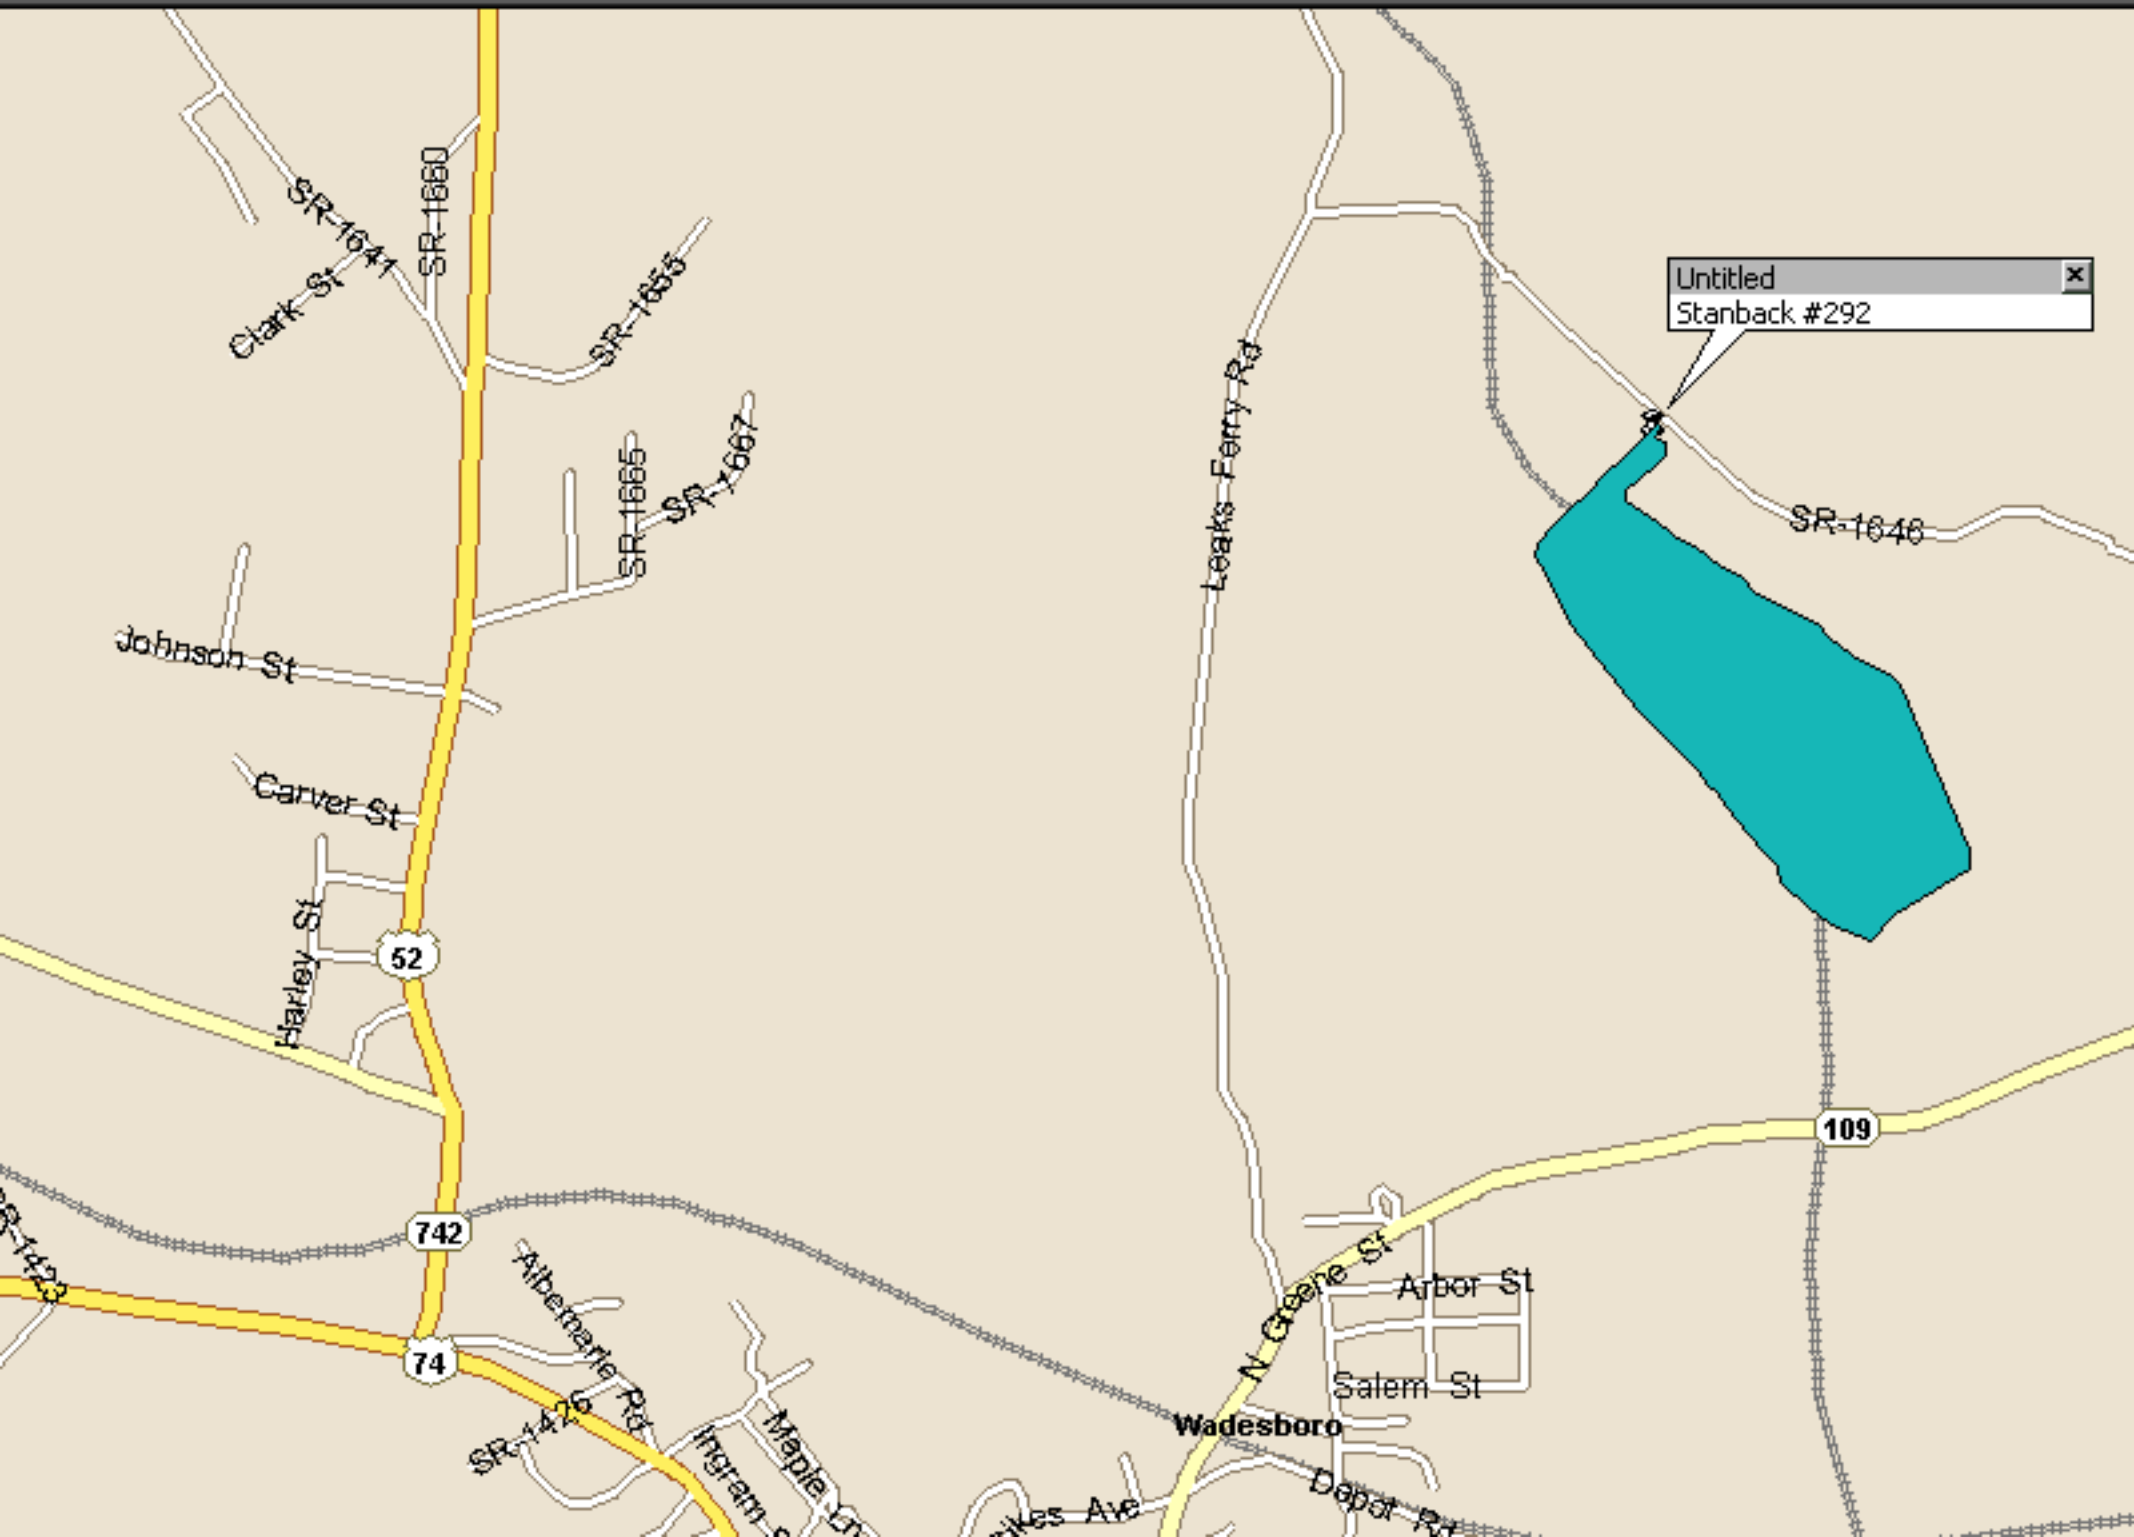 SR-1660
SR-1641
Clark St
SR-1655
Untitled
Stanback #292
Leaks Ferry Rd
SR-1667
SR-1665
SR-1646
Johnson St
Carver St
Harley St
52
109
742
SR-1423
74
Albemarle Rd
N Greene St
Arbor St
Salem St
SR-1426
Wadesboro
Ingram
Maple
Ave
Depot Rd